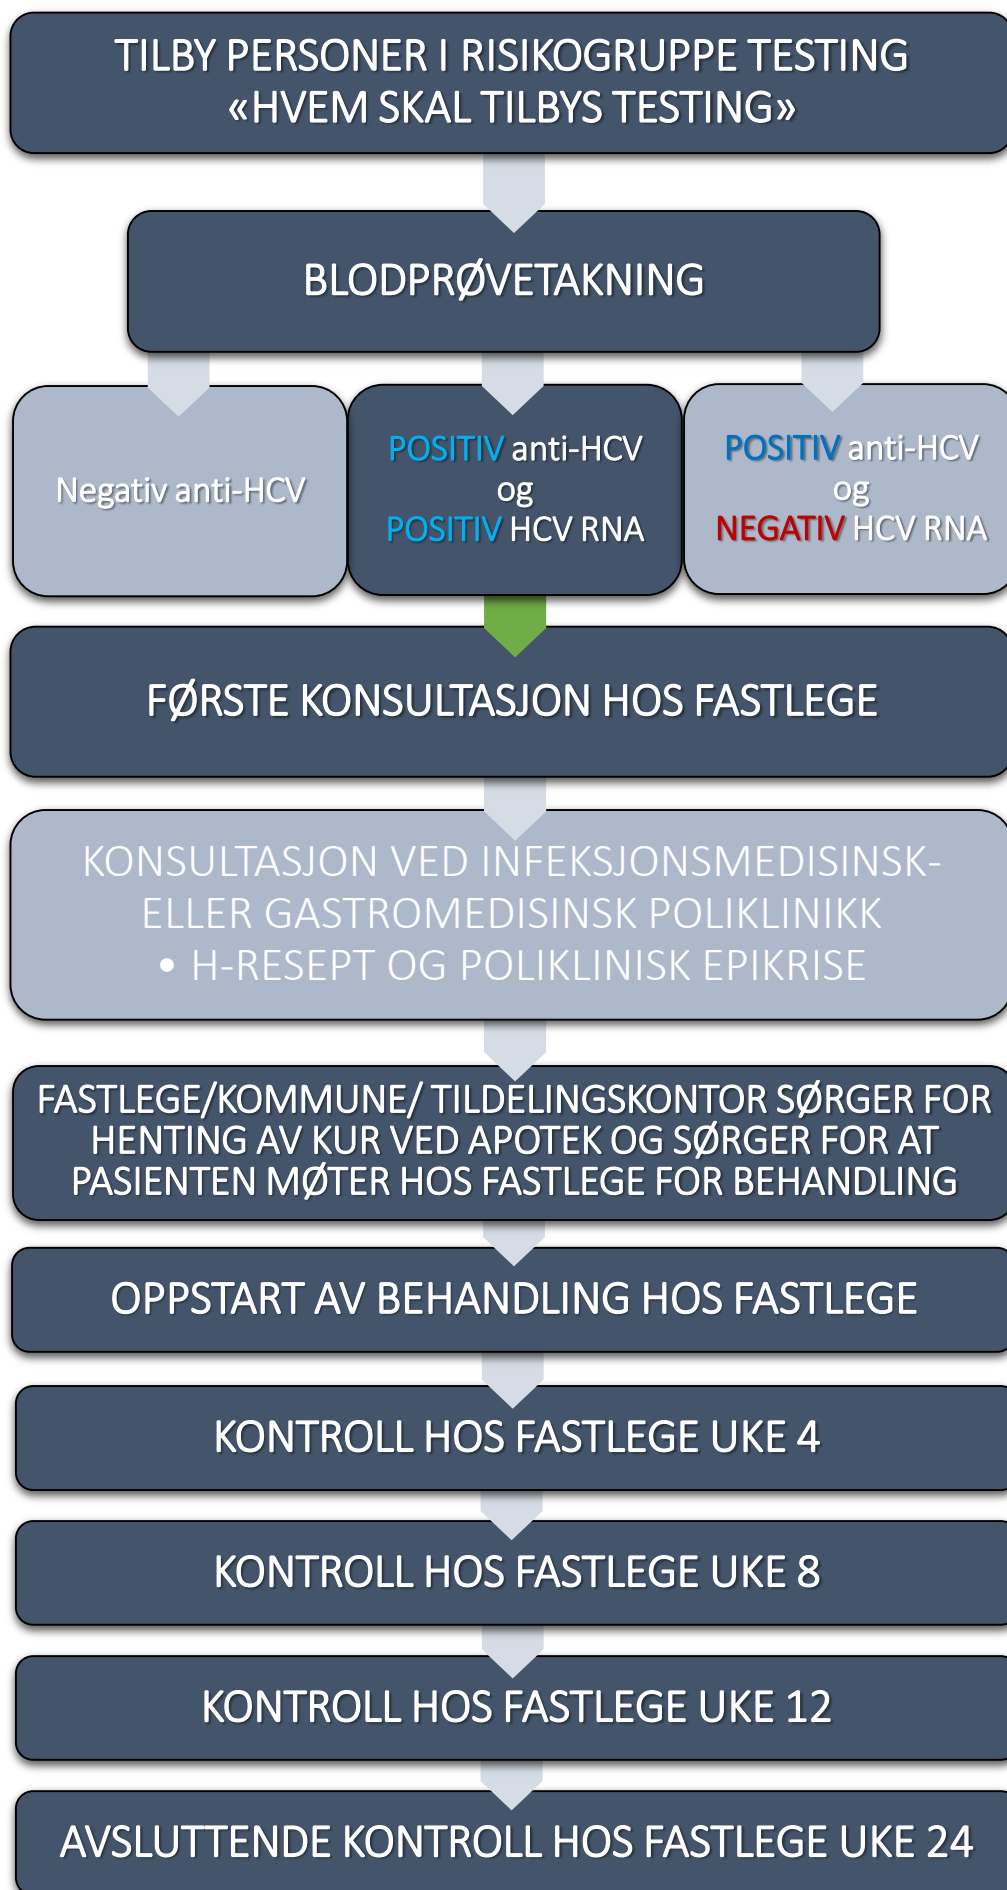 TILBY PERSONER I RISIKOGRUPPE TESTING
«HVEM SKAL TILBYS TESTING»
BLODPRØVETAKNING
Negativ anti-HCV
POSITIV anti-HCV
og
POSITIV HCV RNA
POSITIV anti-HCV
og
NEGATIV HCV RNA
FØRSTE KONSULTASJON HOS FASTLEGE
KONSULTASJON VED INFEKSJONSMEDISINSK-
ELLER GASTROMEDISINSK POLIKLINIKK
• H-RESEPT OG POLIKLINISK EPIKRISE
FASTLEGE/KOMMUNE/ TILDELINGSKONTOR SØRGER FOR
HENTING AV KUR VED APOTEK OG SØRGER FOR AT
PASIENTEN MØTER HOS FASTLEGE FOR BEHANDLING
OPPSTART AV BEHANDLING HOS FASTLEGE
KONTROLL HOS FASTLEGE UKE 4
KONTROLL HOS FASTLEGE UKE 8
KONTROLL HOS FASTLEGE UKE 12
AVSLUTTENDE KONTROLL HOS FASTLEGE UKE 24